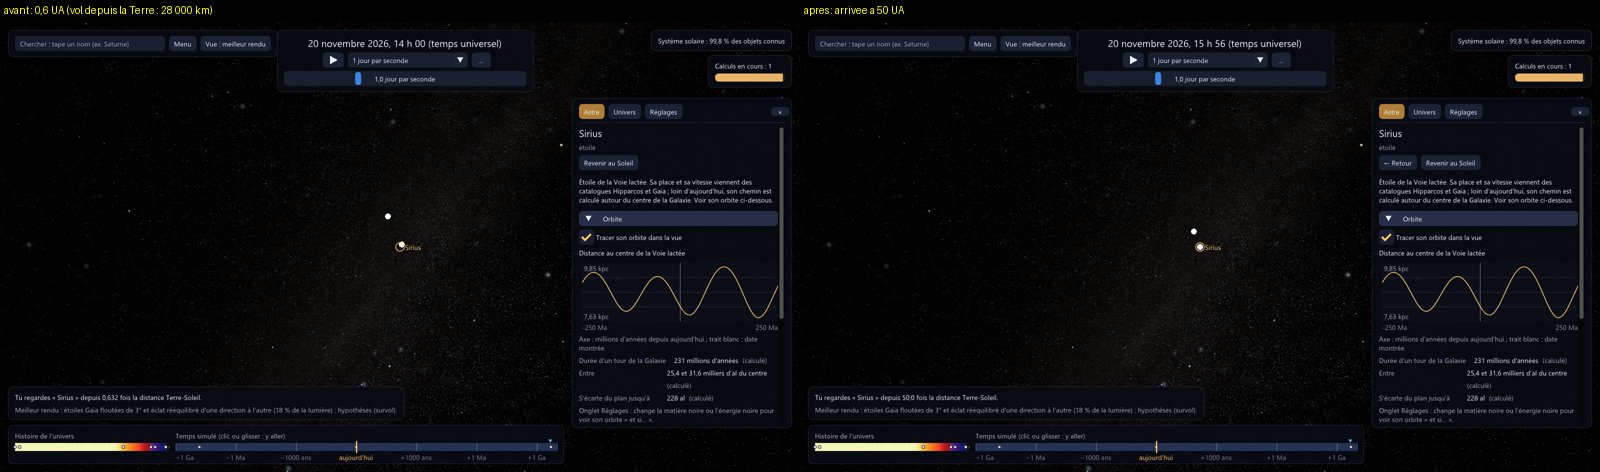 avant: 0,6 UA (vol depuis la Terre : 28 000 km)
Chercher : tape un nom (ex. Saturne)
Menu
Vue : meilleur rendu
20 novembre 2026, 14 h 00 (temps universel)
1 jour par seconde
...
1,0 jour par seconde
Système solaire : 99,8 % des objets connus
Calculs en cours : 1
Astre
Univers
Réglages
×
Sirius
étoile
Revenir au Soleil
Étoile de la Voie lactée. Sa place et sa vitesse viennent des
catalogues Hipparcos et Gaia ; loin d'aujourd'hui, son chemin est
calculé autour du centre de la Galaxie. Voir son orbite ci-dessous.
Orbite
Tracer son orbite dans la vue
Distance au centre de la Voie lactée
9,85 kpc
7,63 kpc
-250 Ma
250 Ma
Axe : millions d'années depuis aujourd'hui ; trait blanc : date
montrée.
Durée d'un tour de la Galaxie 231 millions d'années (calculé)
Entre 25,4 et 31,6 milliers d'al du centre
(calculé)
S'écarte du plan jusqu'à 228 al (calculé)
Onglet Réglages : change la matière noire ou l'énergie noire pour
voir son orbite « et si... ».
Sirius
Tu regardes « Sirius » depuis 0,632 fois la distance Terre-Soleil.
Meilleur rendu : étoiles Gaia floutées de 3° et éclat rééquilibré d'une direction à l'autre (18 % de la lumière) : hypothèses (survol).
Histoire de l'univers
Temps simulé (clic ou glisser : y aller)
−1 Ga
−1 Ma
−1000 ans
aujourd'hui
+1000 ans
+1 Ma
+1 Ga
apres: arrivee a 50 UA
Chercher : tape un nom (ex. Saturne)
Menu
Vue : meilleur rendu
20 novembre 2026, 15 h 56 (temps universel)
1 jour par seconde
...
1,0 jour par seconde
Système solaire : 99,8 % des objets connus
Calculs en cours : 1
Astre
Univers
Réglages
×
Sirius
étoile
← Retour
Revenir au Soleil
Étoile de la Voie lactée. Sa place et sa vitesse viennent des
catalogues Hipparcos et Gaia ; loin d'aujourd'hui, son chemin est
calculé autour du centre de la Galaxie. Voir son orbite ci-dessous.
Orbite
Tracer son orbite dans la vue
Distance au centre de la Voie lactée
9,85 kpc
7,63 kpc
-250 Ma
250 Ma
Axe : millions d'années depuis aujourd'hui ; trait blanc : date
montrée.
Durée d'un tour de la Galaxie 231 millions d'années (calculé)
Entre 25,4 et 31,6 milliers d'al du centre
(calculé)
S'écarte du plan jusqu'à 228 al (calculé)
Onglet Réglages : change la matière noire ou l'énergie noire pour
voir son orbite « et si... ».
Sirius
Tu regardes « Sirius » depuis 50,0 fois la distance Terre-Soleil.
Meilleur rendu : étoiles Gaia floutées de 3° et éclat rééquilibré d'une direction à l'autre (18 % de la lumière) : hypothèses (survol).
Histoire de l'univers
Temps simulé (clic ou glisser : y aller)
−1 Ga
−1 Ma
−1000 ans
aujourd'hui
+1000 ans
+1 Ma
+1 Ga